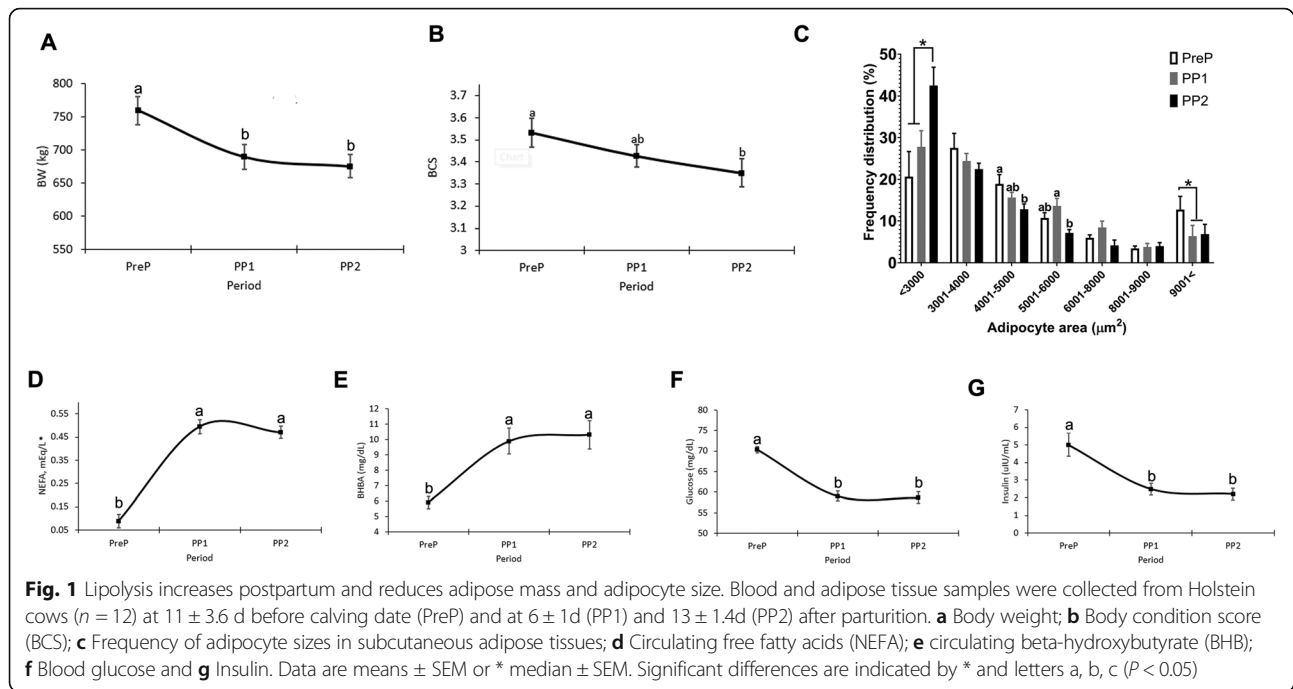 A
800
750
700
650
600
550
BW (kg)
a
b
b
PreP
PP1
PP2
Period
B
3.7
3.6
3.5
3.4
3.3
3.2
3.1
3
BCS
Chart
a
ab
b
PreP
PP1
PP2
Period
C
50
40
30
20
10
0
Frequency distribution (%)
*
a
ab
b
ab
a
b
*
PreP
PP1
PP2
<3000
3001-4000
4001-5000
5001-6000
6001-8000
8001-9000
9001<
Adipocyte area (μm²)
D
0.55
0.45
0.35
0.25
0.15
0.05
NEFA, mEq/L*
b
a
a
PreP
PP1
PP2
Period
E
12
11
10
9
8
7
6
5
4
BHBA (mg/dL)
b
a
a
PreP
PP1
PP2
Period
F
80
75
70
65
60
55
50
Glucose (mg/dL)
a
b
b
PreP
PP1
PP2
Period
G
7
6
5
4
3
2
1
0
Insulin (uIU/mL)
a
b
b
PreP
PP1
PP2
Period
Fig. 1 Lipolysis increases postpartum and reduces adipose mass and adipocyte size. Blood and adipose tissue samples were collected from Holstein
cows (n = 12) at 11 ± 3.6 d before calving date (PreP) and at 6 ± 1d (PP1) and 13 ± 1.4d (PP2) after parturition. a Body weight; b Body condition score
(BCS); c Frequency of adipocyte sizes in subcutaneous adipose tissues; d Circulating free fatty acids (NEFA); e circulating beta-hydroxybutyrate (BHB);
f Blood glucose and g Insulin. Data are means ± SEM or * median ± SEM. Significant differences are indicated by * and letters a, b, c (P < 0.05)